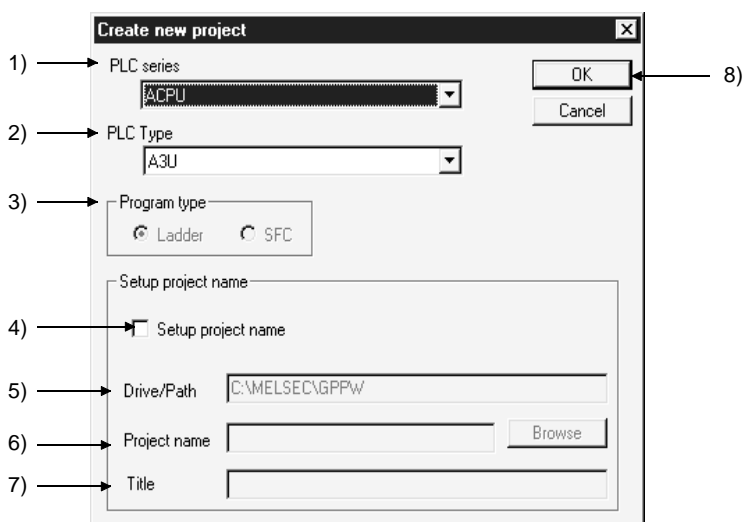 Create new project
1) PLC series
OK 8)
ACPU
Cancel
2) PLC Type
A3U
3) Program type
Ladder SFC
Setup project name
4) Setup project name
5) Drive/Path C:\MELSEC\GPPW
6) Project name Browse
7) Title